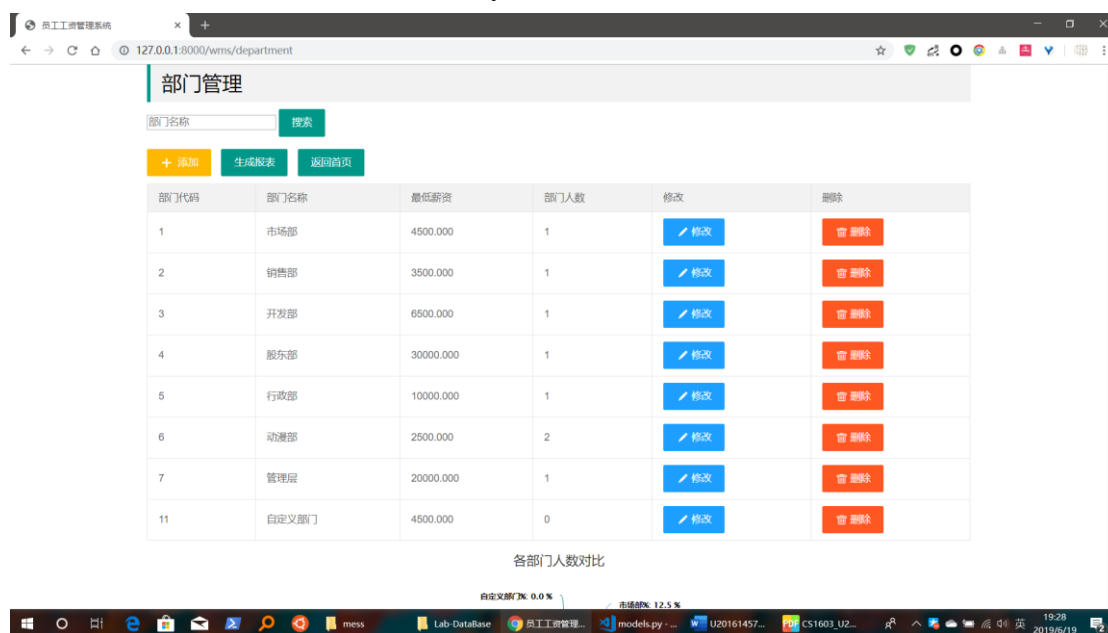 员工工资管理系统
127.0.0.1:8000/wms/department
部门管理
部门名称 搜索
添加 生成报表 返回首页
部门代码 部门名称 最低薪资 部门人数 修改 删除
1 市场部 4500.000 1 修改 删除
2 销售部 3500.000 1 修改 删除
3 开发部 6500.000 1 修改 删除
4 股东部 30000.000 1 修改 删除
5 行政部 10000.000 1 修改 删除
6 动漫部 2500.000 2 修改 删除
7 管理层 20000.000 1 修改 删除
11 自定义部门 4500.000 0 修改 删除
各部门人数对比
自定义部门%: 0.0 %
市场部%: 12.5 %
mess Lab-DataBase 员工工资管理... models.py - ... U20161457... CS1603_U2... 英 19:28
2019/6/19